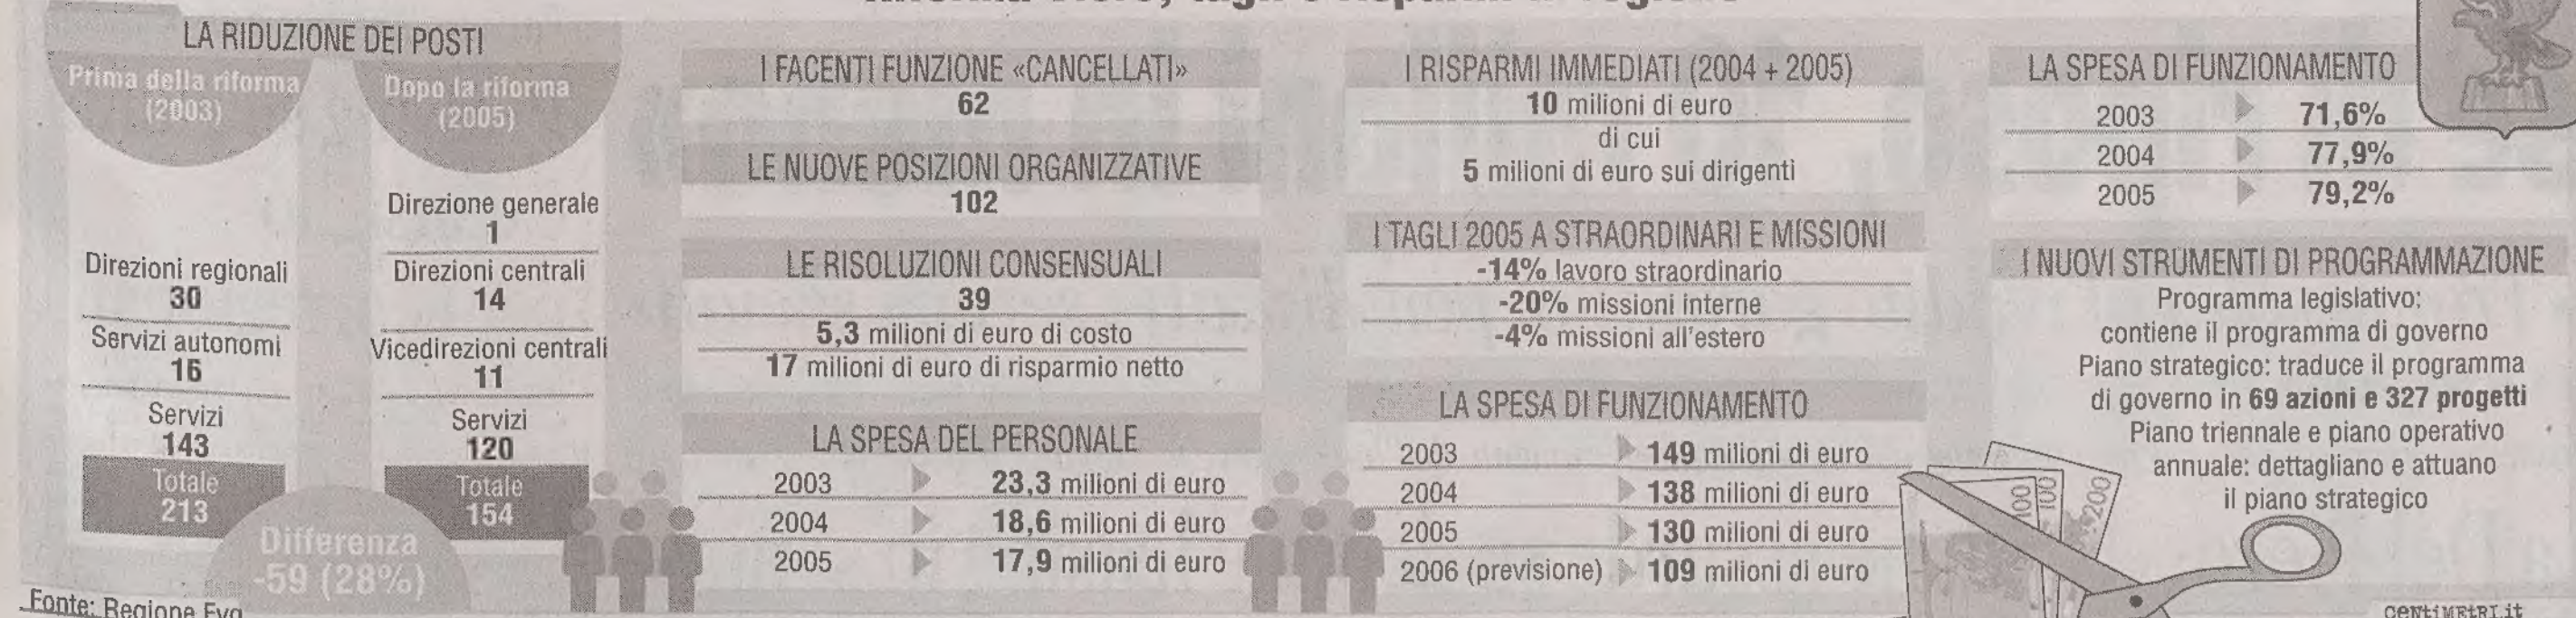 LA RIDUZIONE DEI POSTI
Prima della riforma
(2003)
Direzioni regionali
30
Servizi autonomi
16
Servizi
143
Totale
213
Dopo la riforma
(2005)
Direzione generale
1
Direzioni centrali
14
Vicedirezioni centrali
11
Servizi
120
Totale
154
Differenza
-59 (28%)
Fonte: Regione Fvg
I FACENTI FUNZIONE «CANCELLATI»
62
LE NUOVE POSIZIONI ORGANIZZATIVE
102
LE RISOLUZIONI CONSENSUALI
39
5,3 milioni di euro di costo
17 milioni di euro di risparmio netto
LA SPESA DEL PERSONALE
2003 23,3 milioni di euro
2004 18,6 milioni di euro
2005 17,9 milioni di euro
I RISPARMI IMMEDIATI (2004 + 2005)
10 milioni di euro
di cui
5 milioni di euro sui dirigenti
I TAGLI 2005 A STRAORDINARI E MISSIONI
-14% lavoro straordinario
-20% missioni interne
-4% missioni all'estero
LA SPESA DI FUNZIONAMENTO
2003 149 milioni di euro
2004 138 milioni di euro
2005 130 milioni di euro
2006 (previsione) 109 milioni di euro
LA SPESA DI FUNZIONAMENTO
2003 71,6%
2004 77,9%
2005 79,2%
I NUOVI STRUMENTI DI PROGRAMMAZIONE
Programma legislativo:
contiene il programma di governo
Piano strategico: traduce il programma
di governo in 69 azioni e 327 progetti
Piano triennale e piano operativo
annuale: dettagliano e attuano
il piano strategico
100
100
200
CENTIMETRI.it